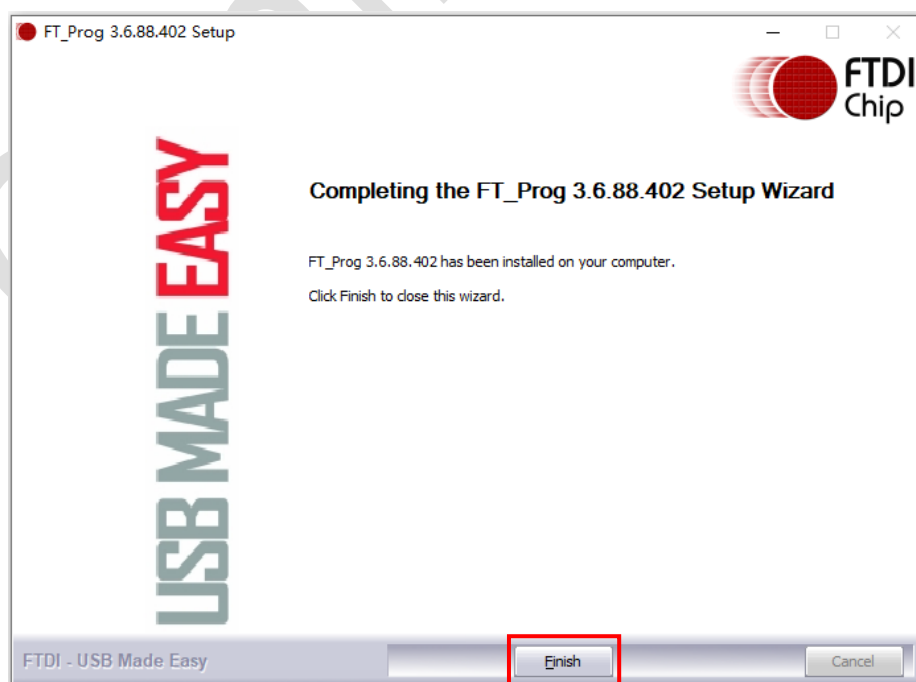 FT_Prog 3.6.88.402 Setup
FTDI
Chip
USB MADE EASY
Completing the FT_Prog 3.6.88.402 Setup Wizard
FT_Prog 3.6.88.402 has been installed on your computer.
Click Finish to close this wizard.
FTDI - USB Made Easy
Finish
Cancel